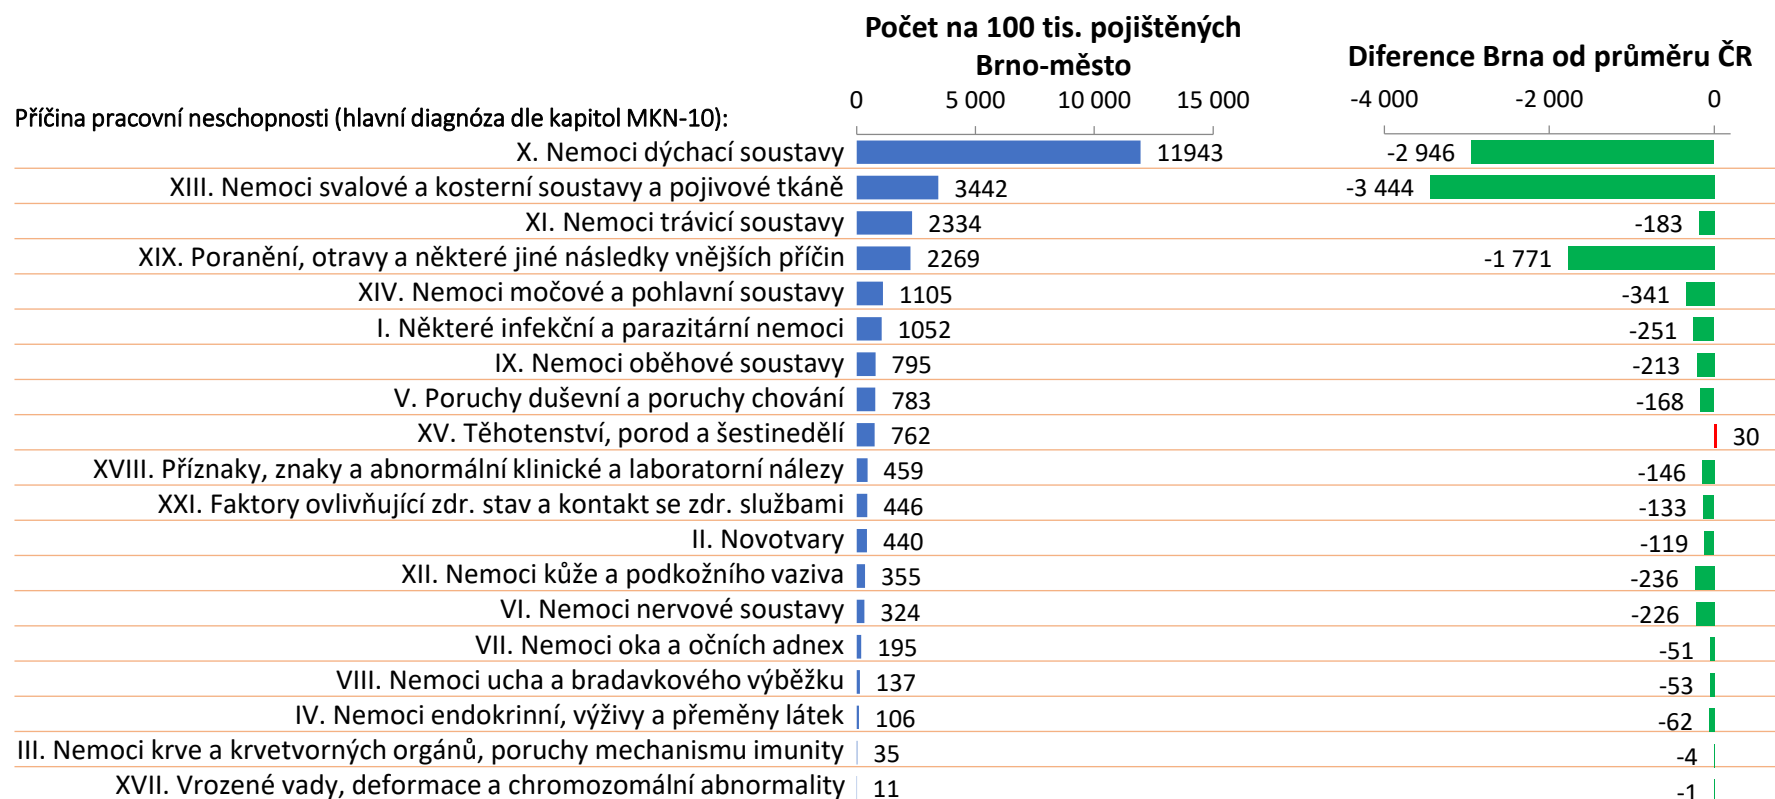 Počet na 100 tis. pojištěných
Brno-město
Diference Brna od průměru ČR
0 5 000 10 000 15 000
-4 000 -2 000 0
Příčina pracovní neschopnosti (hlavní diagnóza dle kapitol MKN-10):
X. Nemoci dýchací soustavy 11943 -2 946
XIII. Nemoci svalové a kosterní soustavy a pojivové tkáně 3442 -3 444
XI. Nemoci trávicí soustavy 2334 -183
XIX. Poranění, otravy a některé jiné následky vnějších příčin 2269 -1 771
XIV. Nemoci močové a pohlavní soustavy 1105 -341
I. Některé infekční a parazitární nemoci 1052 -251
IX. Nemoci oběhové soustavy 795 -213
V. Poruchy duševní a poruchy chování 783 -168
XV. Těhotenství, porod a šestinedělí 762 30
XVIII. Příznaky, znaky a abnormální klinické a laboratorní nálezy 459 -146
XXI. Faktory ovlivňující zdr. stav a kontakt se zdr. službami 446 -133
II. Novotvary 440 -119
XII. Nemoci kůže a podkožního vaziva 355 -236
VI. Nemoci nervové soustavy 324 -226
VII. Nemoci oka a očních adnex 195 -51
VIII. Nemoci ucha a bradavkového výběžku 137 -53
IV. Nemoci endokrinní, výživy a přeměny látek 106 -62
III. Nemoci krve a krvetvorných orgánů, poruchy mechanismu imunity 35 -4
XVII. Vrozené vady, deformace a chromozomální abnormality 11 -1